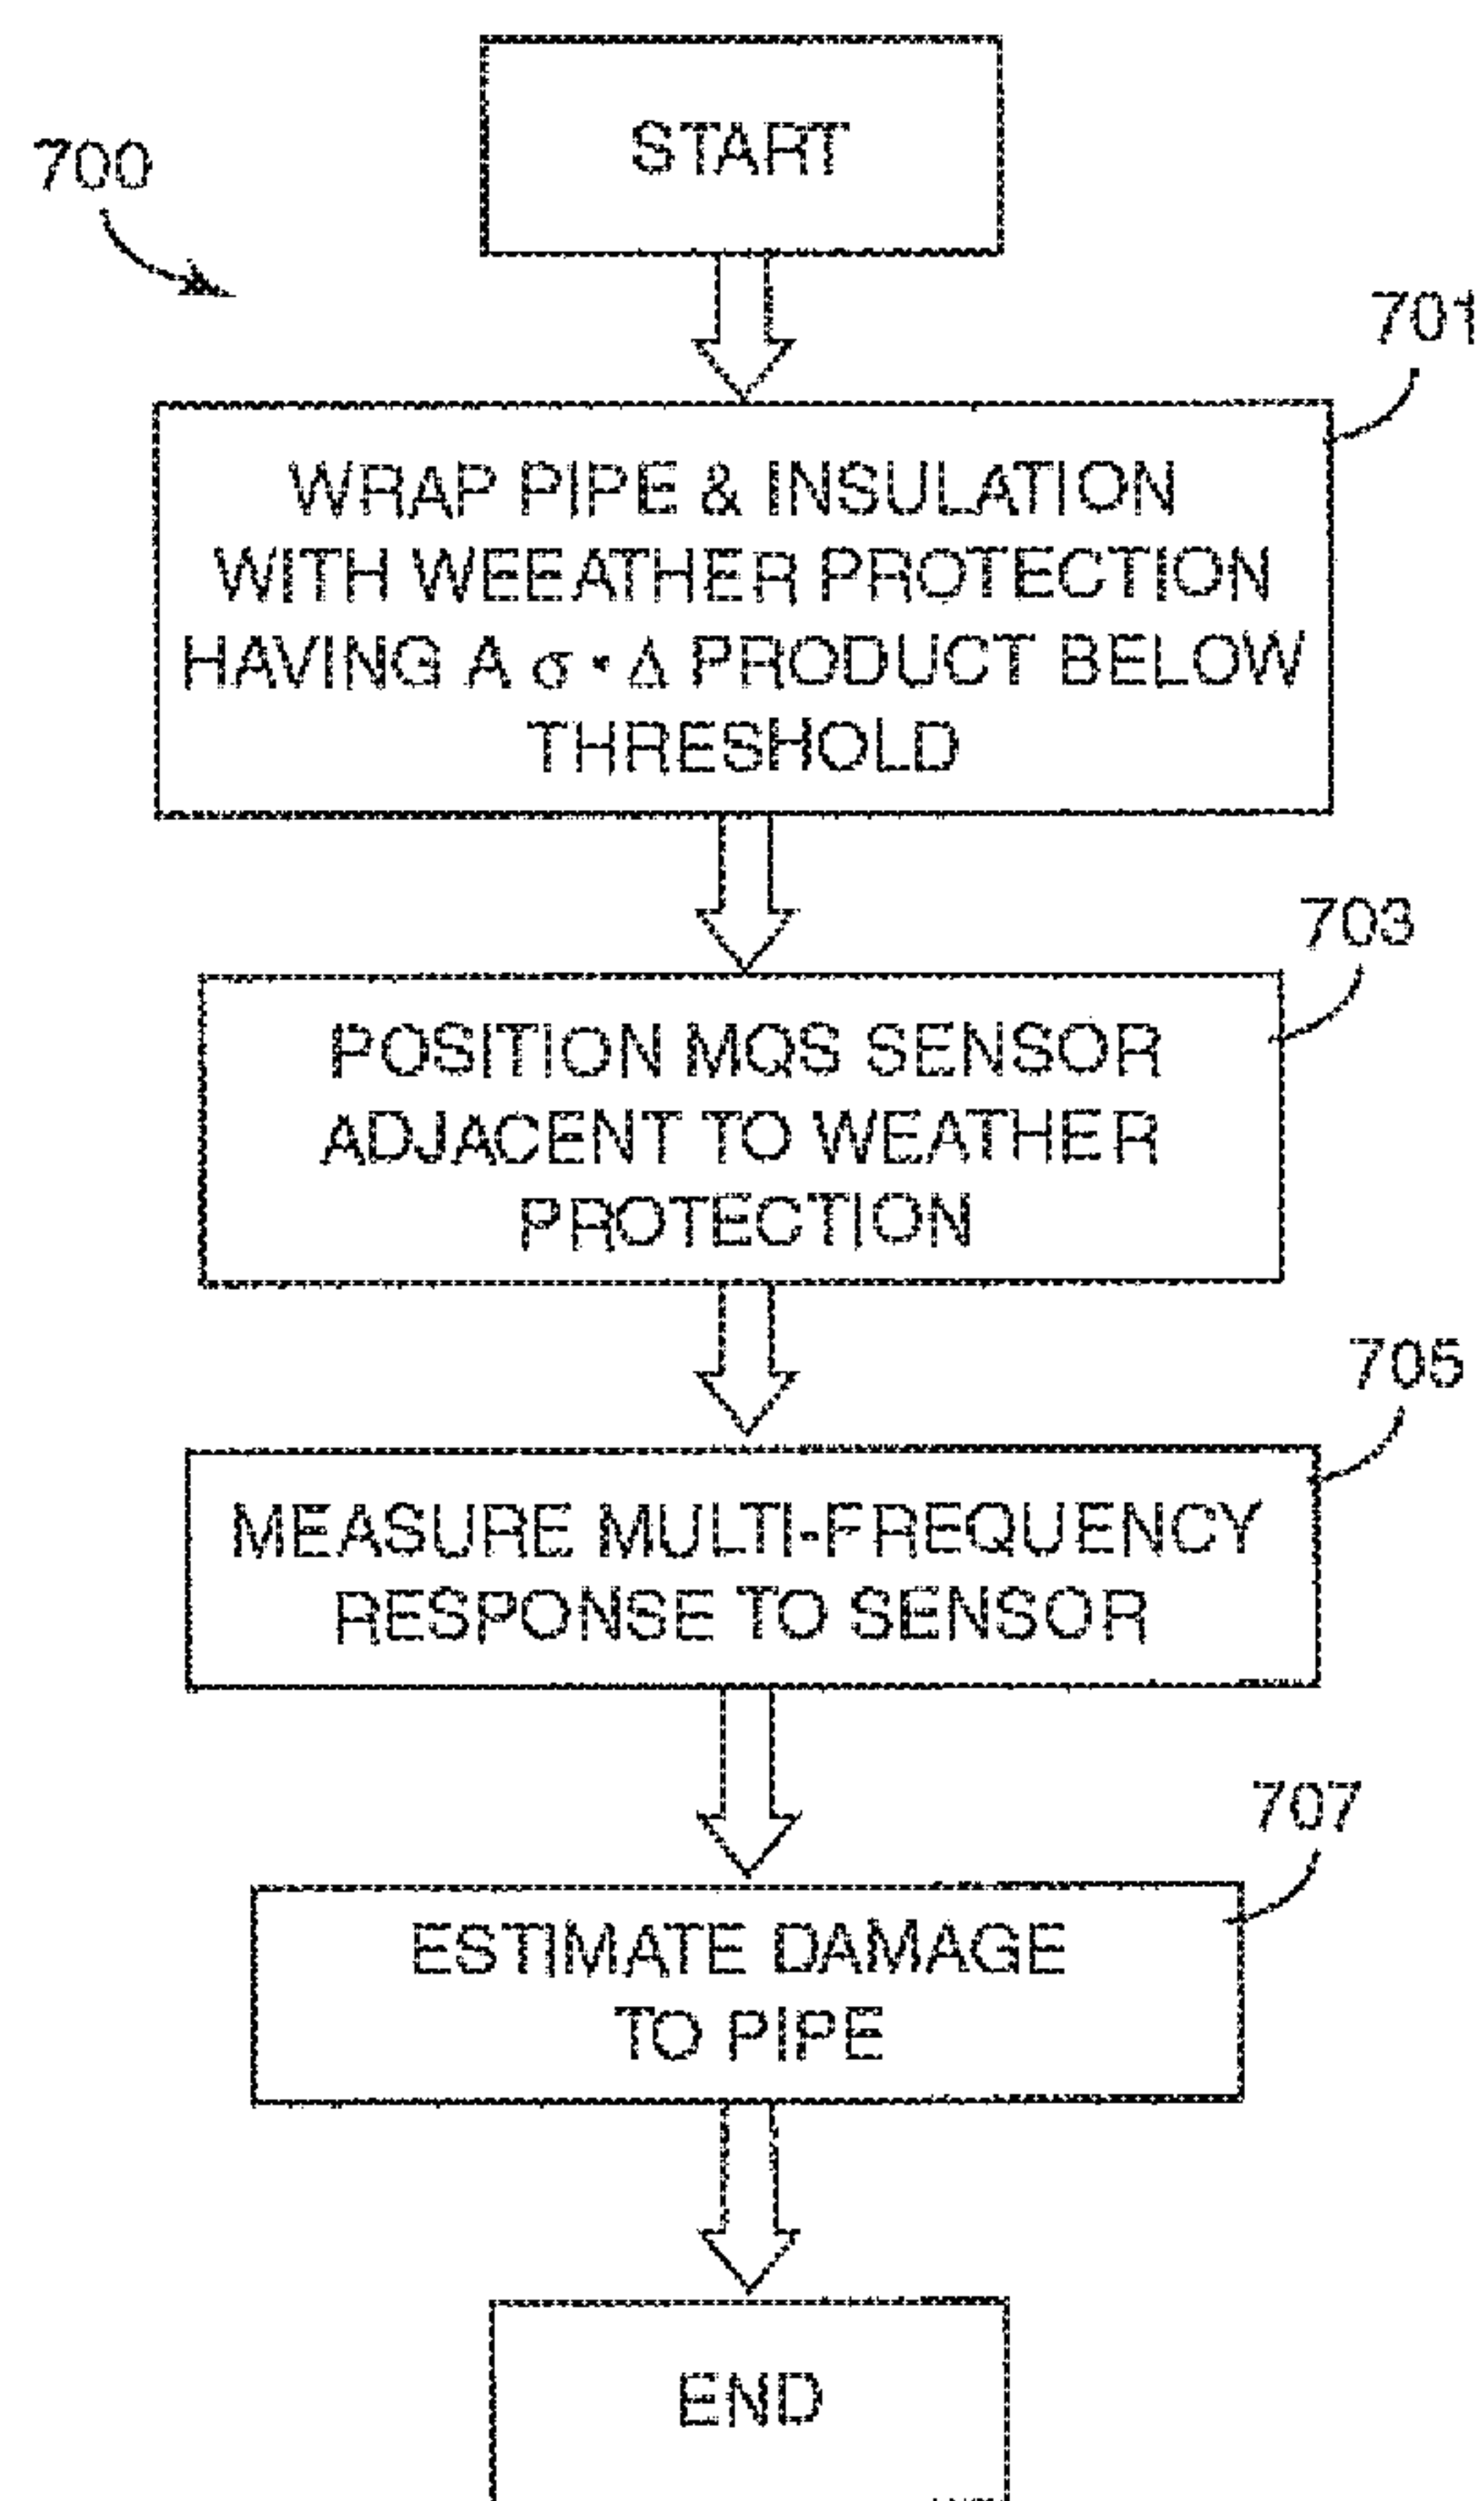 START
700
701
WRAP PIPE & INSULATION
WITH WEEATHER PROTECTION
HAVING A σ · Δ PRODUCT BELOW
THRESHOLD
703
POSITION MQS SENSOR
ADJACENT TO WEATHER
PROTECTION
705
MEASURE MULTI-FREQUENCY
RESPONSE TO SENSOR
707
ESTIMATE DAMAGE
TO PIPE
END